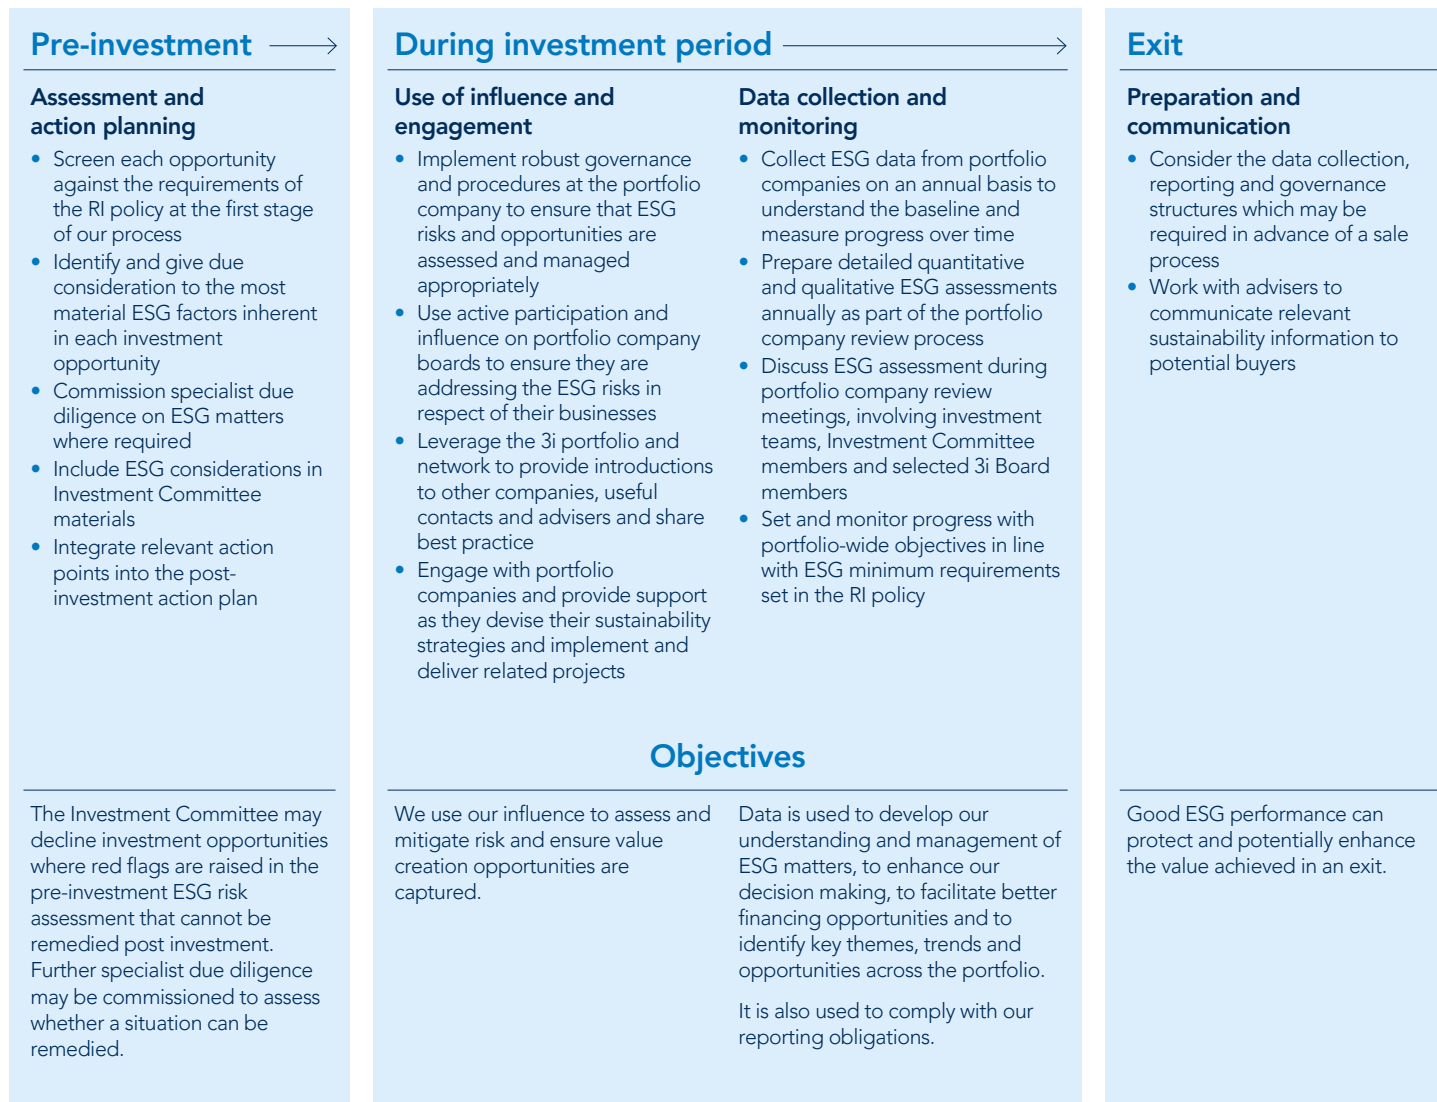 Pre-investment
Assessment and
action planning
• Screen each opportunity
against the requirements of
the RI policy at the first stage
of our process
• Identify and give due
consideration to the most
material ESG factors inherent
in each investment
opportunity
• Commission specialist due
diligence on ESG matters
where required
• Include ESG considerations in
Investment Committee
materials
• Integrate relevant action
points into the post-
investment action plan
During investment period
Use of influence and
engagement
• Implement robust governance
and procedures at the portfolio
company to ensure that ESG
risks and opportunities are
assessed and managed
appropriately
• Use active participation and
influence on portfolio company
boards to ensure they are
addressing the ESG risks in
respect of their businesses
• Leverage the 3i portfolio and
network to provide introductions
to other companies, useful
contacts and advisers and share
best practice
• Engage with portfolio
companies and provide support
as they devise their sustainability
strategies and implement and
deliver related projects
Data collection and
monitoring
• Collect ESG data from portfolio
companies on an annual basis to
understand the baseline and
measure progress over time
• Prepare detailed quantitative
and qualitative ESG assessments
annually as part of the portfolio
company review process
• Discuss ESG assessment during
portfolio company review
meetings, involving investment
teams, Investment Committee
members and selected 3i Board
members
• Set and monitor progress with
portfolio-wide objectives in line
with ESG minimum requirements
set in the RI policy
Exit
Preparation and
communication
• Consider the data collection,
reporting and governance
structures which may be
required in advance of a sale
process
• Work with advisers to
communicate relevant
sustainability information to
potential buyers
Objectives
The Investment Committee may
decline investment opportunities
where red flags are raised in the
pre-investment ESG risk
assessment that cannot be
remedied post investment.
Further specialist due diligence
may be commissioned to assess
whether a situation can be
remedied.
We use our influence to assess and
mitigate risk and ensure value
creation opportunities are
captured.
Data is used to develop our
understanding and management of
ESG matters, to enhance our
decision making, to facilitate better
financing opportunities and to
identify key themes, trends and
opportunities across the portfolio.
It is also used to comply with our
reporting obligations.
Good ESG performance can
protect and potentially enhance
the value achieved in an exit.